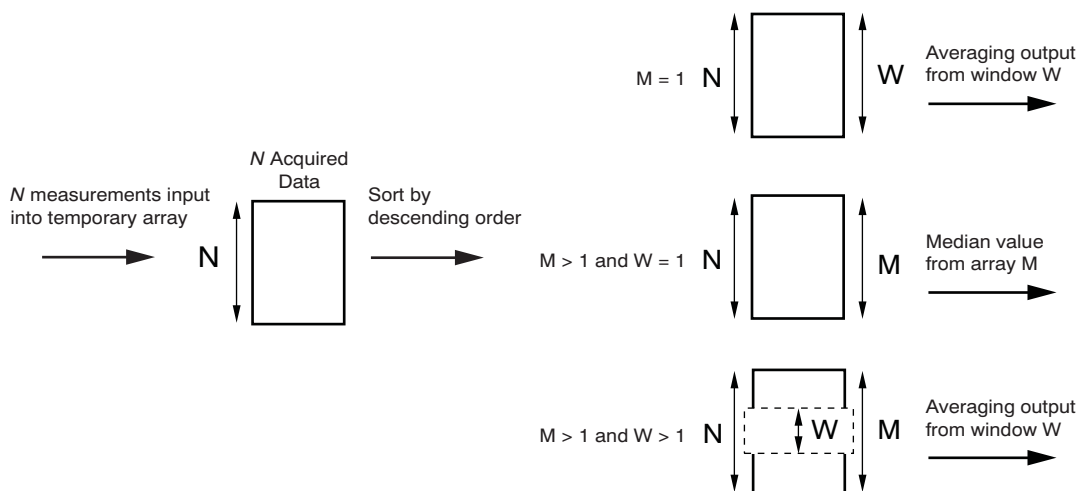 N measurements input
into temporary array
N
N Acquired
Data
Sort by
descending order
M = 1
N
W
Averaging output
from window W
M > 1 and W = 1
N
M
Median value
from array M
M > 1 and W > 1
N
W
M
Averaging output
from window W